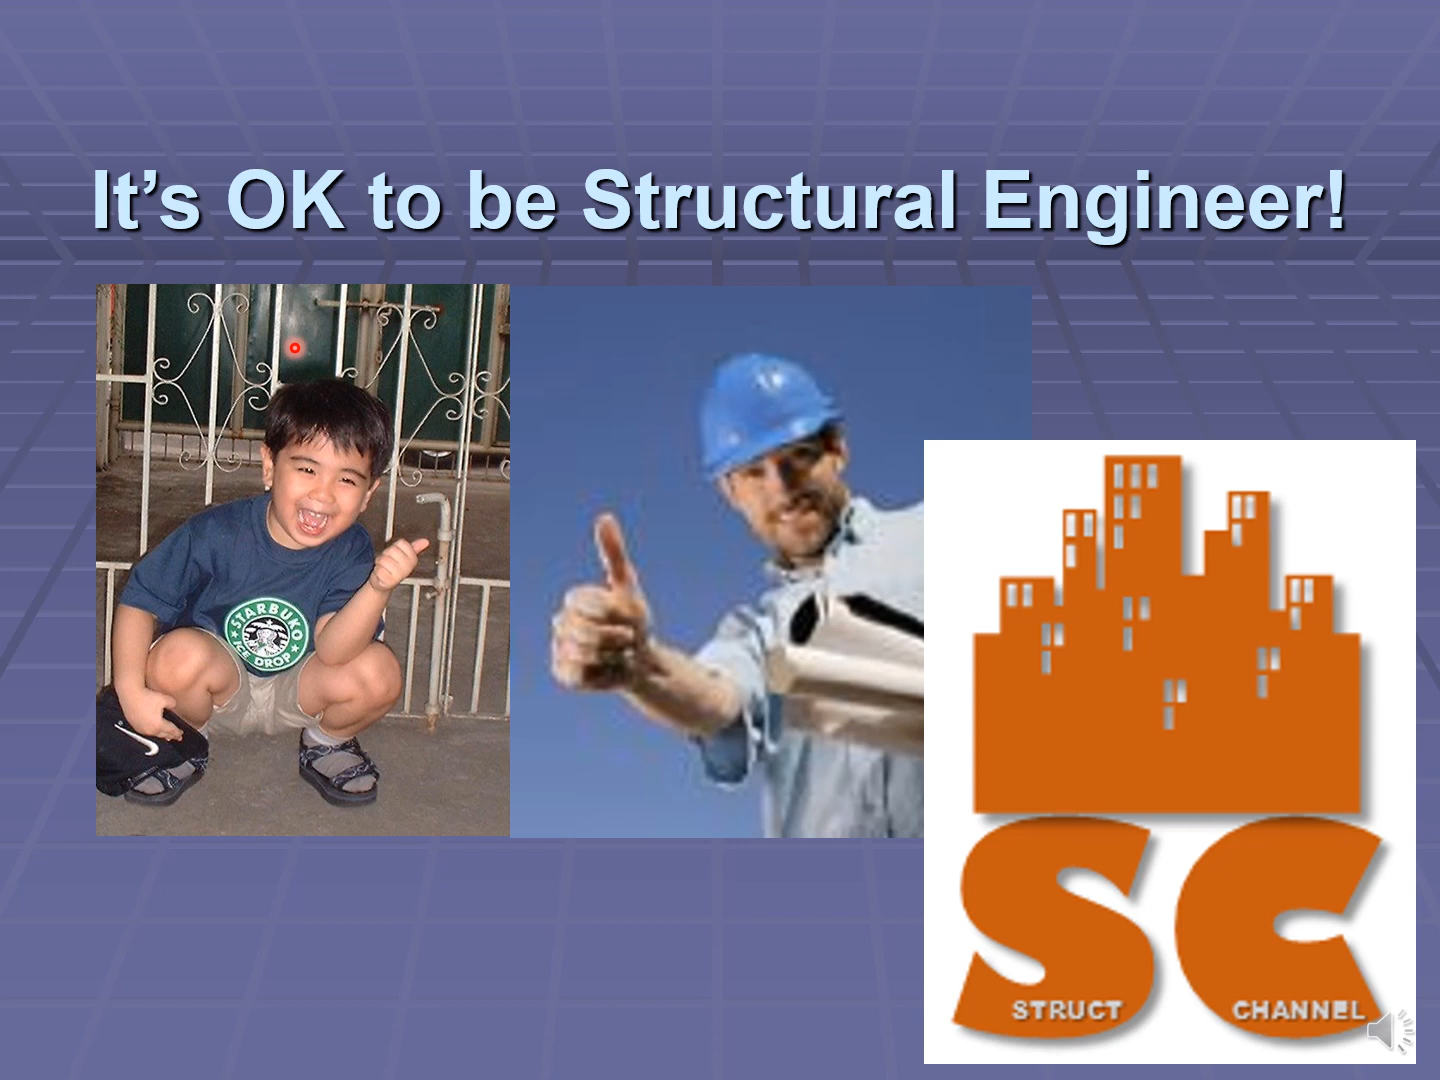 It’s OK to be Structural Engineer!
STARBUKO
ICE DROP
STRUCT
CHANNEL
SC